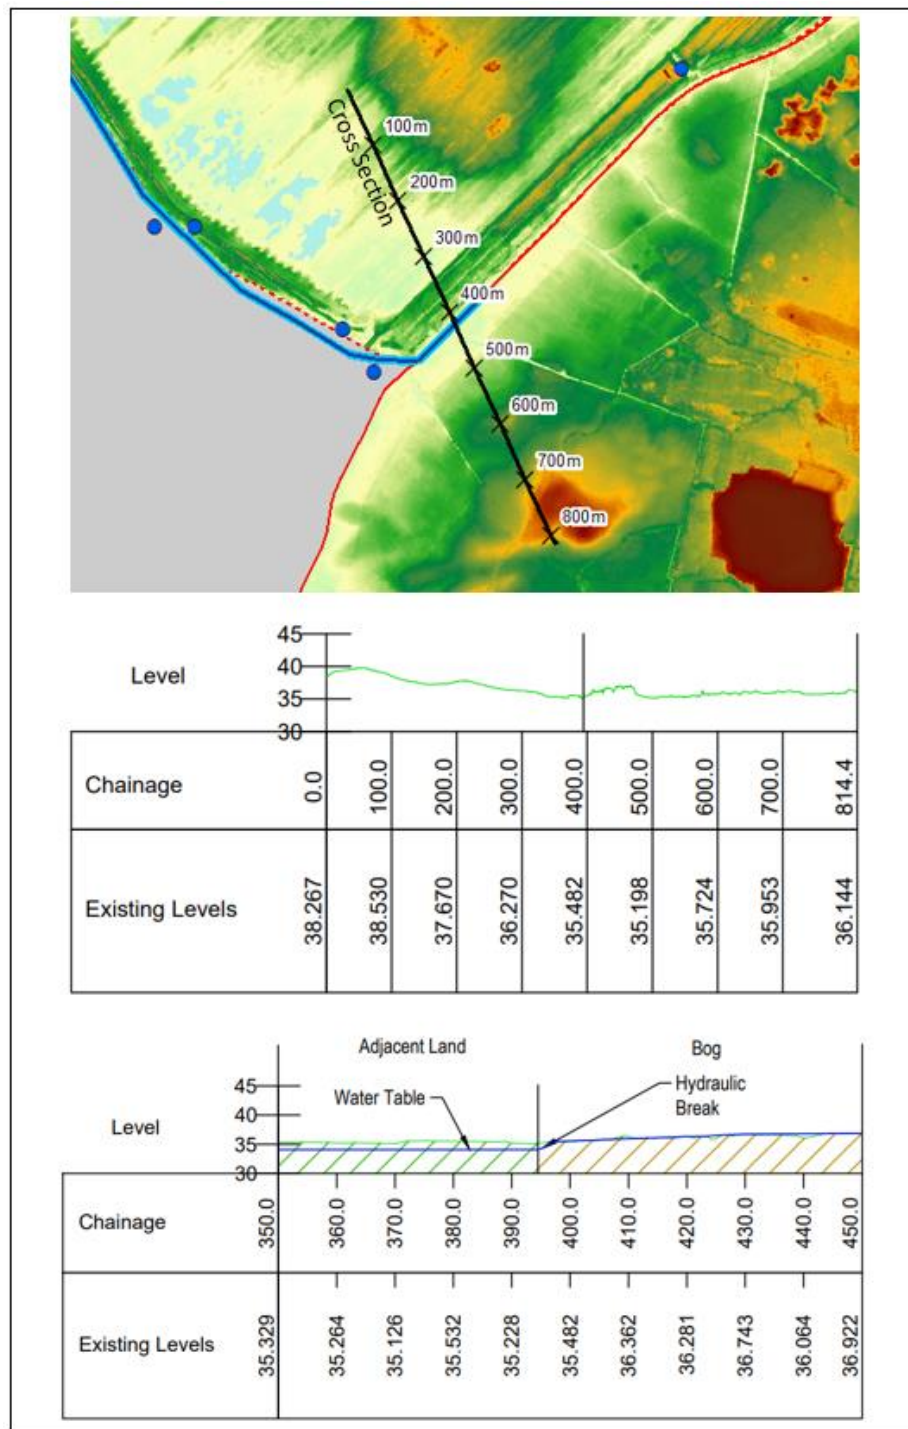 Cross Section
100m
200m
300m
400m
500m
600m
700m
800m
Level
45
40
35
30
Chainage
0.0
100.0
200.0
300.0
400.0
500.0
600.0
700.0
814.4
Existing Levels
38.267
38.530
37.670
36.270
35.482
35.198
35.724
35.953
36.144
Adjacent Land
Bog
Water Table
Hydraulic
Break
Level
45
40
35
30
Chainage
350.0
360.0
370.0
380.0
390.0
400.0
410.0
420.0
430.0
440.0
450.0
Existing Levels
35.329
35.264
35.126
35.532
35.228
35.482
36.362
36.281
36.743
36.064
36.922